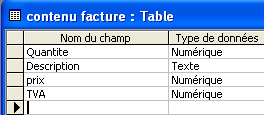 contenu facture : Table
Nom du champ Type de données
Quantite Numérique
Description Texte
prix Numérique
TVA Numérique